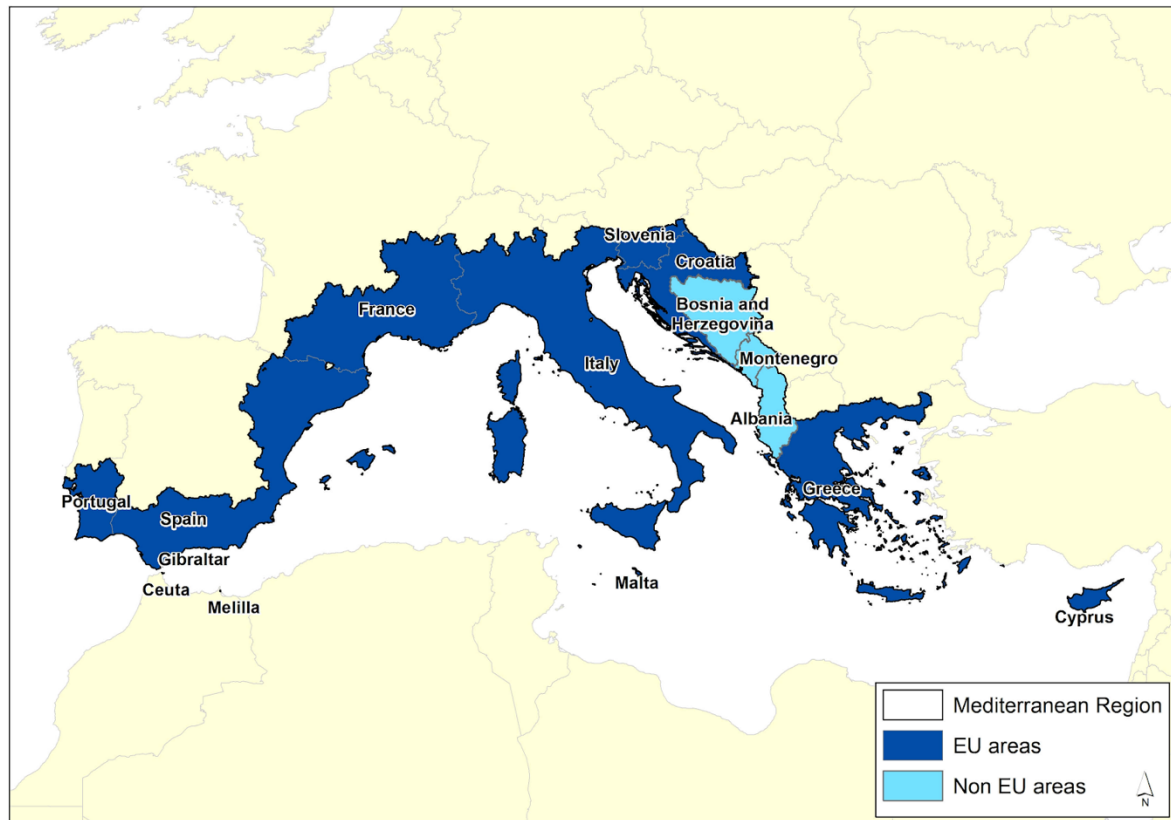 Slovenia
Croatia
Bosnia and
Herzegovina
France
Italy
Montenegro
Albania
Portugal
Spain
Greece
Gibraltar
Ceuta
Melilla
Malta
Cyprus
Mediterranean Region
EU areas
Non EU areas
N